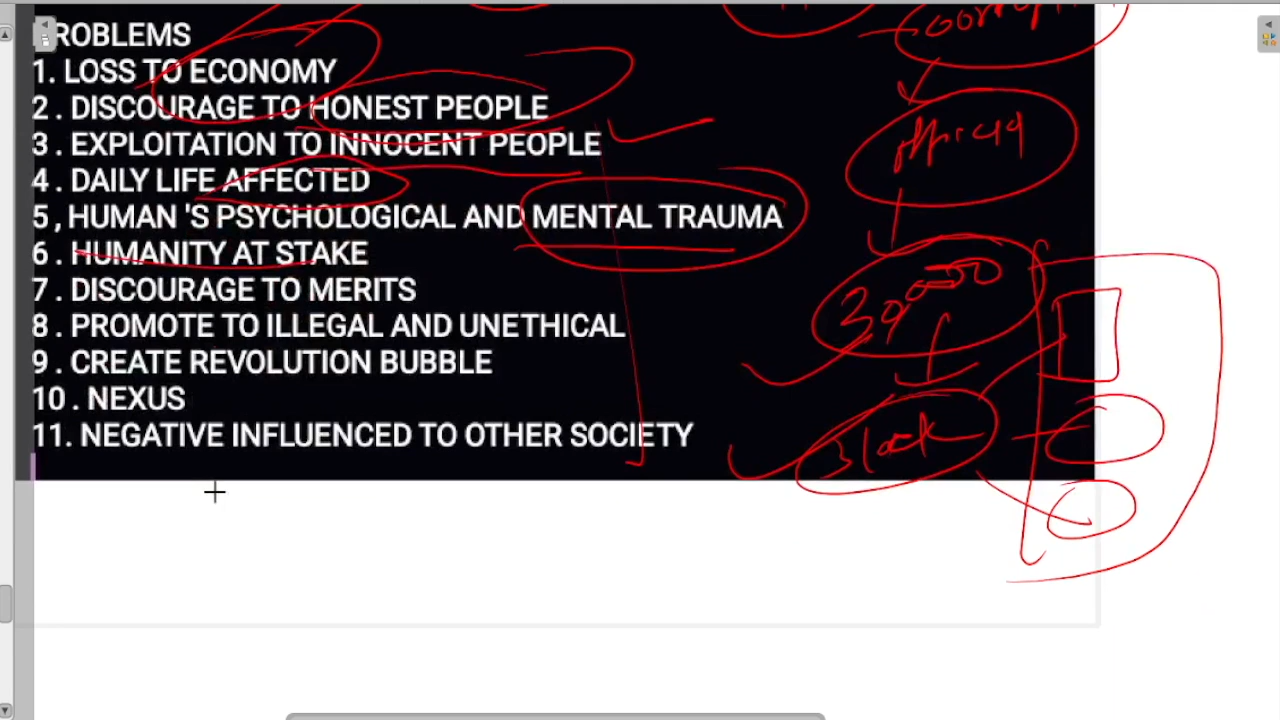 PROBLEMS
1. LOSS TO ECONOMY
2 . DISCOURAGE TO HONEST PEOPLE
3 . EXPLOITATION TO INNOCENT PEOPLE
4 . DAILY LIFE AFFECTED
5 , HUMAN 'S PSYCHOLOGICAL AND MENTAL TRAUMA
6 . HUMANITY AT STAKE
7 . DISCOURAGE TO MERITS
8 . PROMOTE TO ILLEGAL AND UNETHICAL
9 . CREATE REVOLUTION BUBBLE
10 . NEXUS
11. NEGATIVE INFLUENCED TO OTHER SOCIETY
official